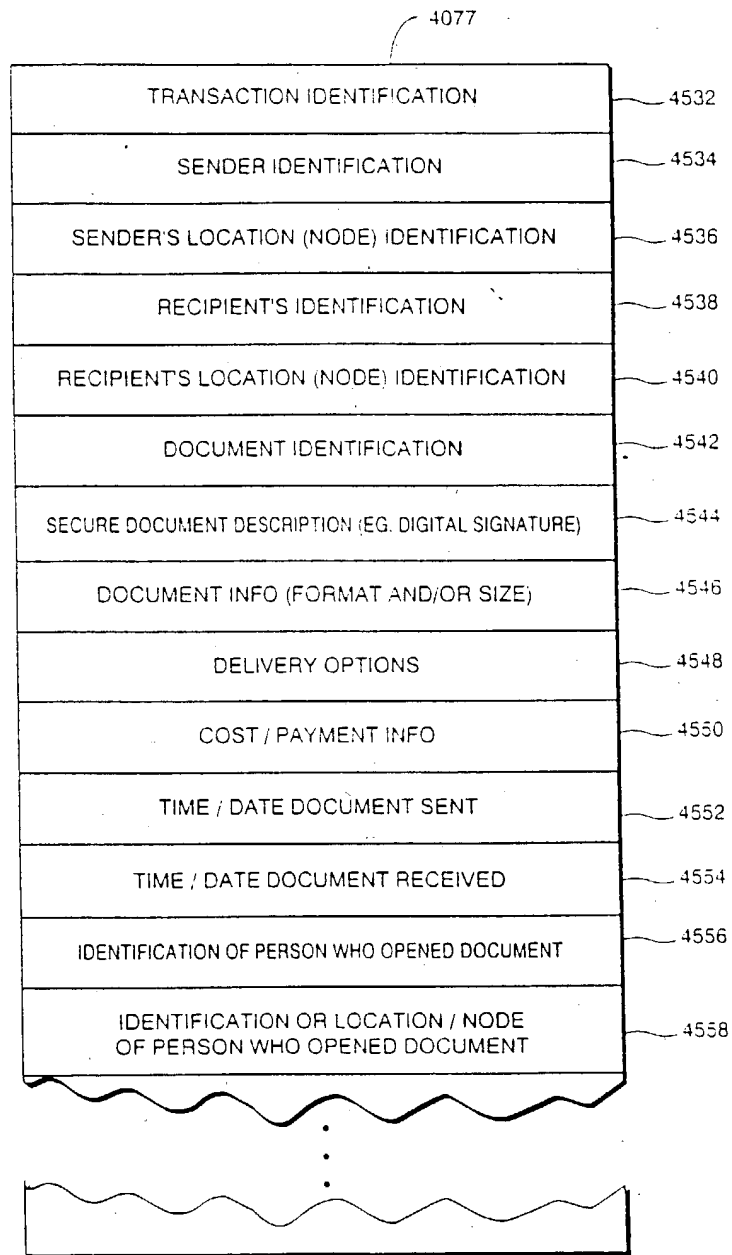 4077
TRANSACTION IDENTIFICATION 4532
SENDER IDENTIFICATION 4534
SENDER'S LOCATION (NODE) IDENTIFICATION 4536
RECIPIENT'S IDENTIFICATION 4538
RECIPIENT'S LOCATION (NODE) IDENTIFICATION 4540
DOCUMENT IDENTIFICATION 4542
SECURE DOCUMENT DESCRIPTION (EG. DIGITAL SIGNATURE) 4544
DOCUMENT INFO (FORMAT AND/OR SIZE) 4546
DELIVERY OPTIONS 4548
COST / PAYMENT INFO 4550
TIME / DATE DOCUMENT SENT 4552
TIME / DATE DOCUMENT RECEIVED 4554
IDENTIFICATION OF PERSON WHO OPENED DOCUMENT 4556
IDENTIFICATION OR LOCATION / NODE
OF PERSON WHO OPENED DOCUMENT 4558